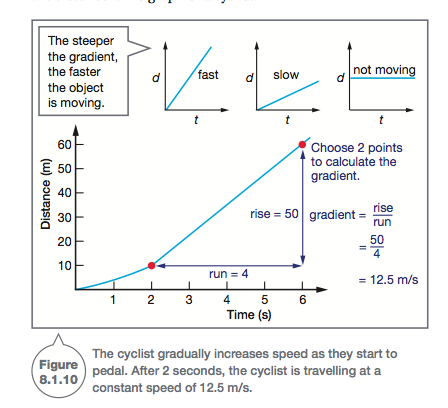 The steeper
the gradient,
the faster
the object
is moving.
d
fast
t
d
slow
t
d
not moving
t
Distance (m)
60
50
40
30
20
10
1 2 3 4 5 6
Time (s)
Choose 2 points
to calculate the
gradient.
rise = 50
run = 4
gradient = rise
run
= 50
4
= 12.5 m/s
Figure
8.1.10
The cyclist gradually increases speed as they start to
pedal. After 2 seconds, the cyclist is travelling at a
constant speed of 12.5 m/s.